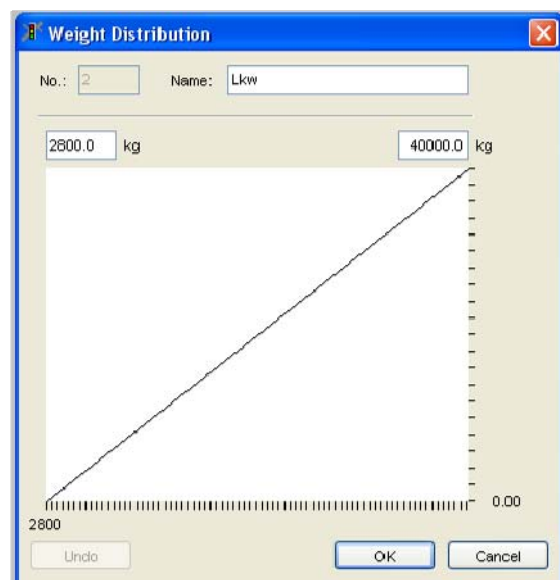 Weight Distribution
No.: 2 Name: Lkw
2800.0 kg 40000.0 kg
0.00
2800
Undo OK Cancel